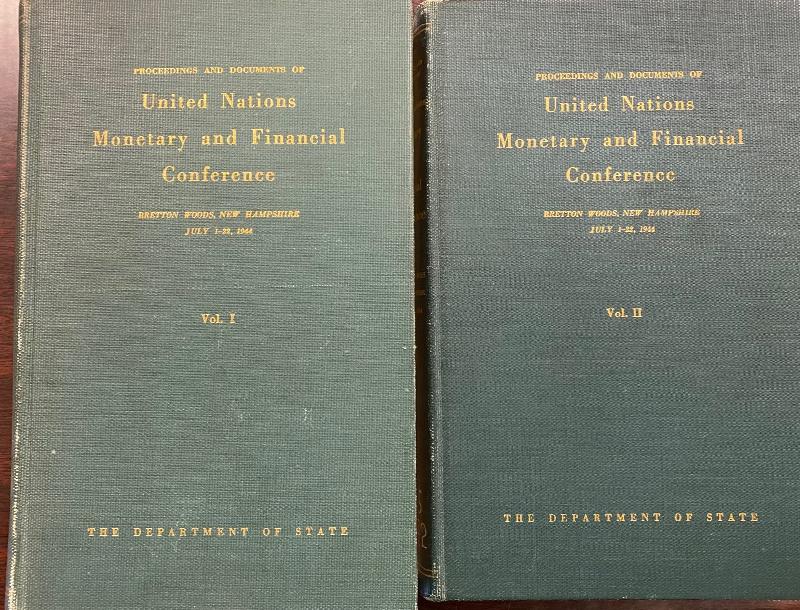 PROCEEDINGS AND DOCUMENTS OF
United Nations
Monetary and Financial
Conference
BRETTON WOODS, NEW HAMPSHIRE
JULY 1-22, 1944
Vol. I
THE DEPARTMENT OF STATE
PROCEEDINGS AND DOCUMENTS OF
United Nations
Monetary and Financial
Conference
BRETTON WOODS, NEW HAMPSHIRE
JULY 1-22, 1944
Vol. II
THE DEPARTMENT OF STATE